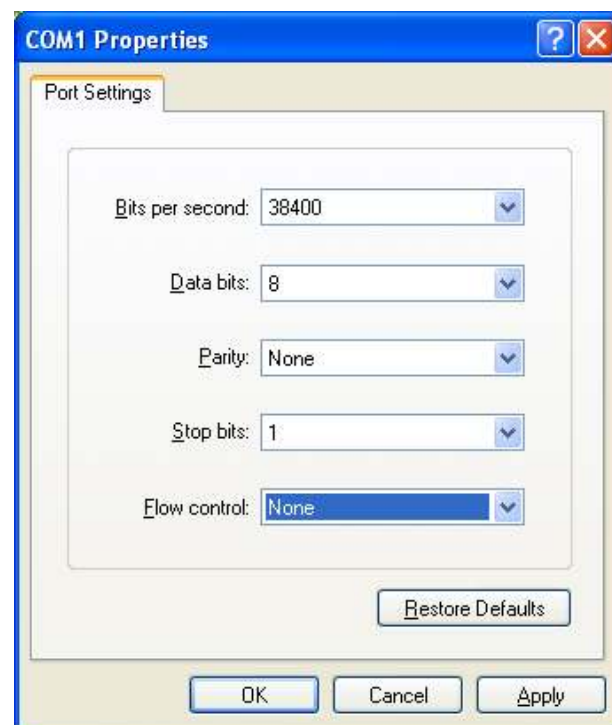 COM1 Properties
Port Settings
Bits per second: 38400
Data bits: 8
Parity: None
Stop bits: 1
Flow control: None
Restore Defaults
OK Cancel Apply